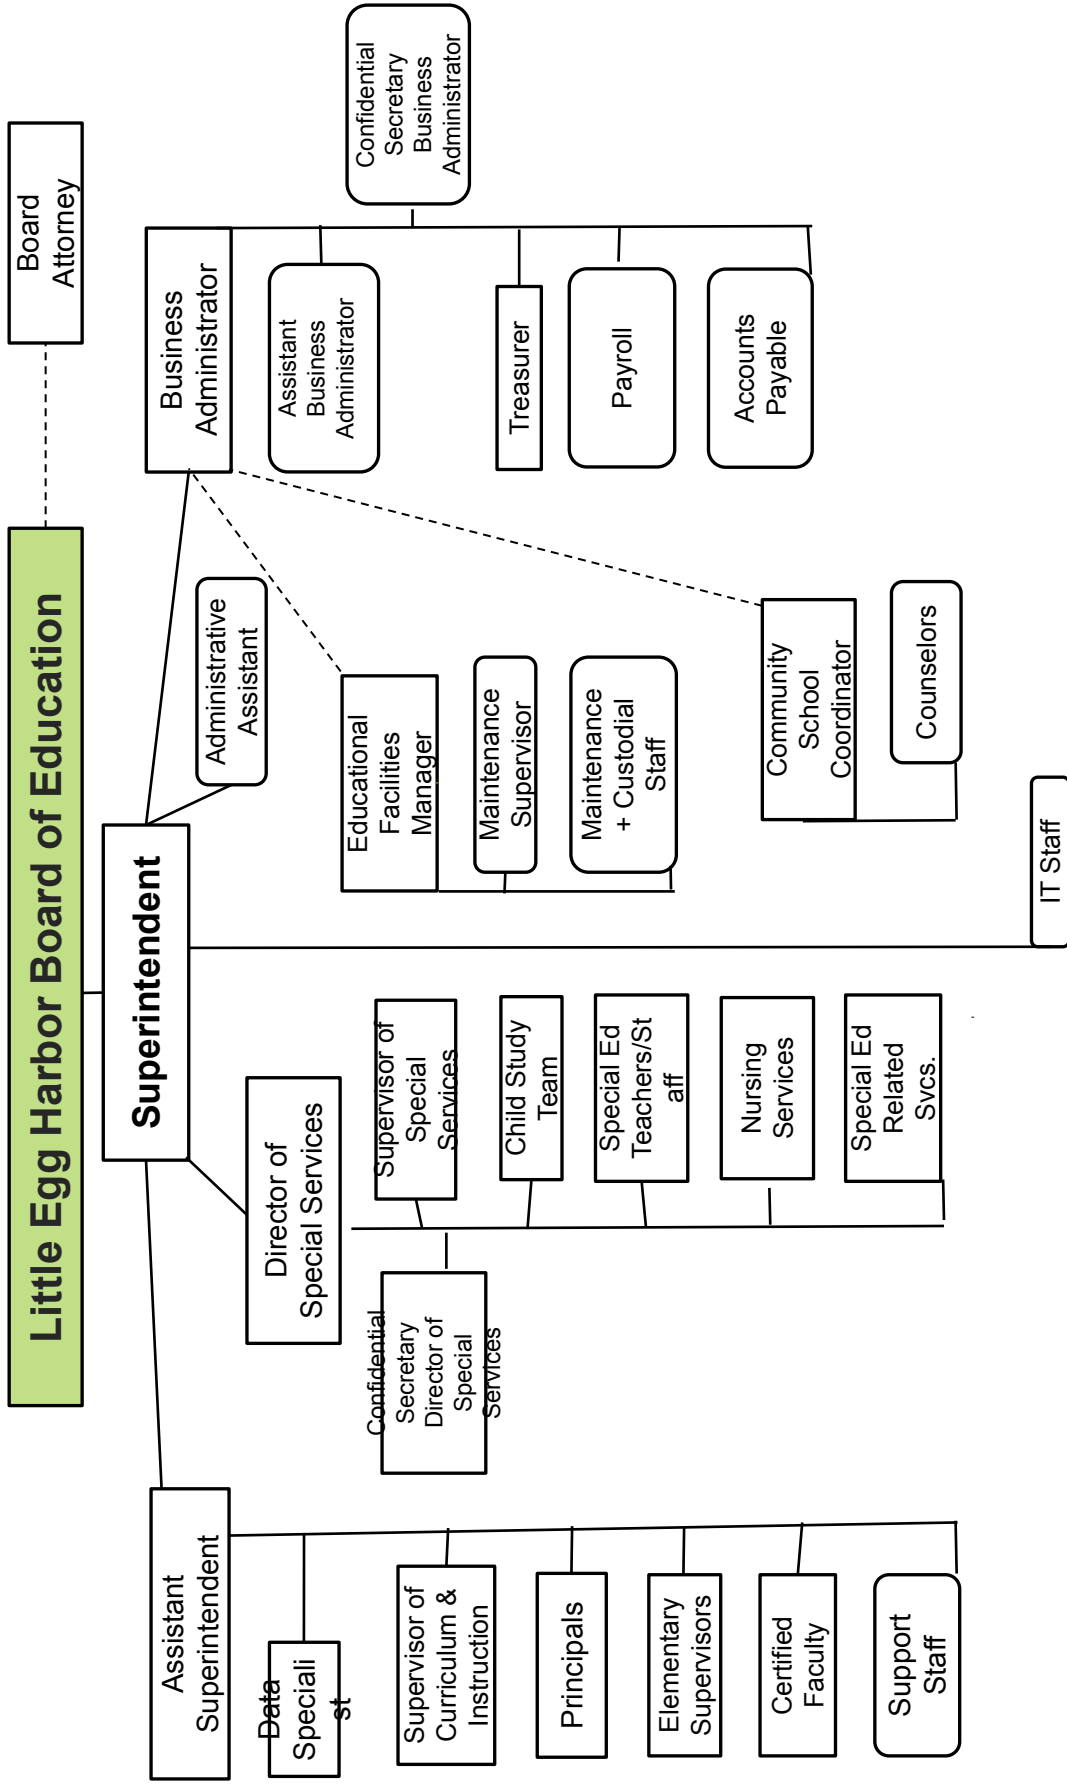 Little Egg Harbor Board of Education
Board
Attorney
Superintendent
Assistant
Superintendent
Data
Speciali
st
Supervisor of
Curriculum &
Instruction
Principals
Elementary
Supervisors
Certified
Faculty
Support
Staff
Director of
Special Services
Confidential
Secretary
Director of
Special
Services
Supervisor of
Special
Services
Child Study
Team
Special Ed
Teachers/St
aff
Nursing
Services
Special Ed
Related
Svcs.
IT Staff
Administrative
Assistant
Educational
Facilities
Manager
Maintenance
Supervisor
Maintenance
+ Custodial
Staff
Community
School
Coordinator
Counselors
Business
Administrator
Assistant
Business
Administrator
Treasurer
Payroll
Accounts
Payable
Confidential
Secretary
Business
Administrator